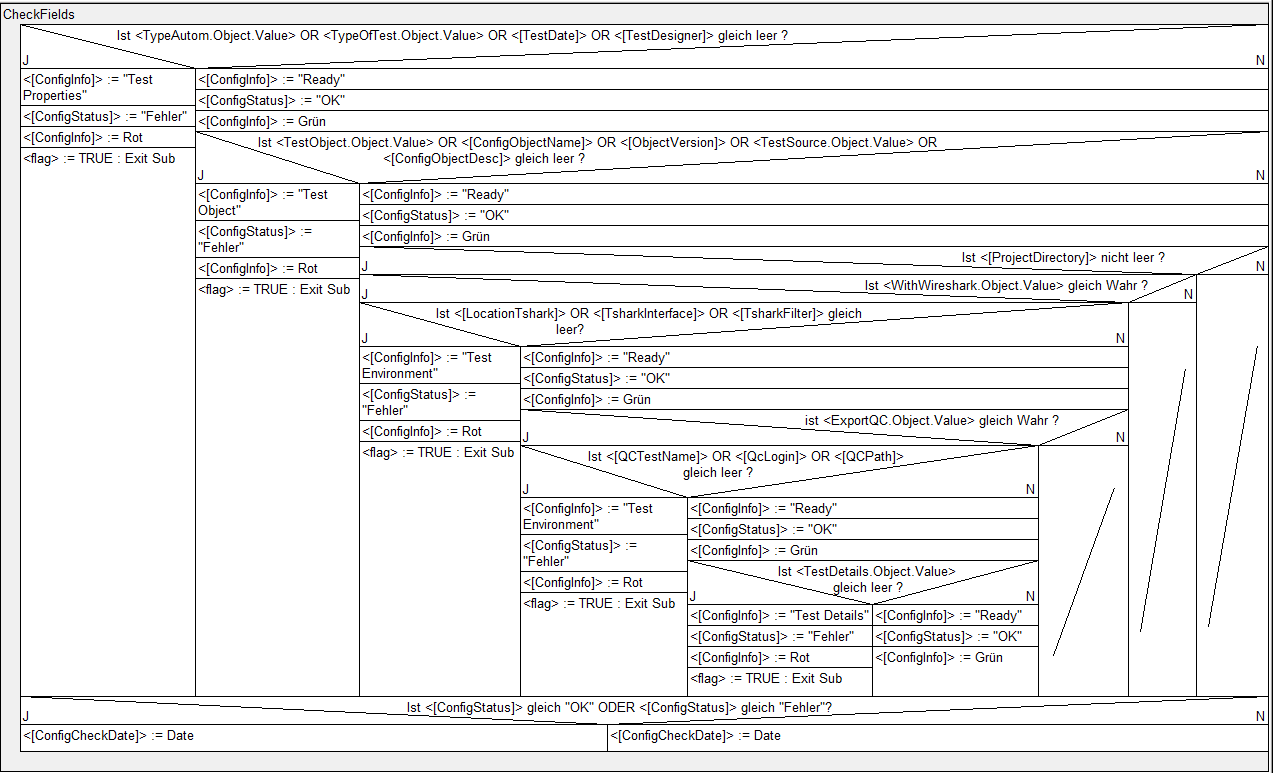 CheckFields
Ist <TypeAutom.Object.Value> OR <TypeOfTest.Object.Value> OR <[TestDate]> OR <[TestDesigner]> gleich leer ?
J
N
<[ConfigInfo]> := "Test
Properties"
<[ConfigStatus]> := "Fehler"
<[ConfigInfo]> := Rot
<flag> := TRUE : Exit Sub
<[ConfigInfo]> := "Ready"
<[ConfigStatus]> := "OK"
<[ConfigInfo]> := Grün
Ist <TestObject.Object.Value> OR <[ConfigObjectName]> OR <[ObjectVersion]> OR <TestSource.Object.Value> OR
<[ConfigObjectDesc]> gleich leer ?
J
N
<[ConfigInfo]> := "Test
Object"
<[ConfigStatus]> :=
"Fehler"
<[ConfigInfo]> := Rot
<flag> := TRUE : Exit Sub
<[ConfigInfo]> := "Ready"
<[ConfigStatus]> := "OK"
<[ConfigInfo]> := Grün
Ist <[ProjectDirectory]> nicht leer ?
J
N
Ist <WithWireshark.Object.Value> gleich Wahr ?
J
N
Ist <[LocationTshark]> OR <[TsharkInterface]> OR <[TsharkFilter]> gleich
leer?
J
N
<[ConfigInfo]> := "Test
Environment"
<[ConfigStatus]> :=
"Fehler"
<[ConfigInfo]> := Rot
<flag> := TRUE : Exit Sub
<[ConfigInfo]> := "Ready"
<[ConfigStatus]> := "OK"
<[ConfigInfo]> := Grün
ist <ExportQC.Object.Value> gleich Wahr ?
J
N
Ist <[QCTestName]> OR <[QcLogin]> OR <[QCPath]>
gleich leer ?
J
N
<[ConfigInfo]> := "Test
Environment"
<[ConfigStatus]> :=
"Fehler"
<[ConfigInfo]> := Rot
<flag> := TRUE : Exit Sub
<[ConfigInfo]> := "Ready"
<[ConfigStatus]> := "OK"
<[ConfigInfo]> := Grün
Ist <TestDetails.Object.Value>
gleich leer ?
J
N
<[ConfigInfo]> := "Test Details"
<[ConfigStatus]> := "Fehler"
<[ConfigInfo]> := Rot
<flag> := TRUE : Exit Sub
<[ConfigInfo]> := "Ready"
<[ConfigStatus]> := "OK"
<[ConfigInfo]> := Grün
Ist <[ConfigStatus]> gleich "OK" ODER <[ConfigStatus]> gleich "Fehler"?
J
N
<[ConfigCheckDate]> := Date
<[ConfigCheckDate]> := Date